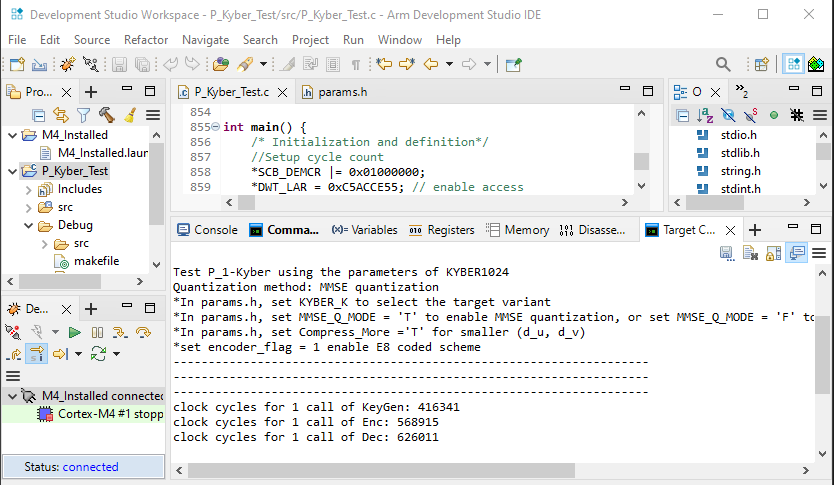 Development Studio Workspace - P_Kyber_Test/src/P_Kyber_Test.c - Arm Development Studio IDE
File Edit Source Refactor Navigate Search Project Run Window Help
Pro...
M4_Installed
M4_Installed.laun
P_Kyber_Test
Includes
src
Debug
src
makefile
P_Kyber_Test.c
params.h
854
855 int main() {
856 /* Initialization and definition*/
857 //Setup cycle count
858 *SCB_DEMCR |= 0x01000000;
859 *DWT_LAR = 0xC5ACCE55; // enable access
O
2
stdio.h
stdlib.h
string.h
stdint.h
De...
M4_Installed connected
Cortex-M4 #1 stopp
Status: connected
Console Comma... Variables Registers Memory Disasse... Target C...
Test P_1-Kyber using the parameters of KYBER1024
Quantization method: MMSE quantization
*In params.h, set KYBER_K to select the target variant
*In params.h, set MMSE_Q_MODE = 'T' to enable MMSE quantization, or set MMSE_Q_MODE = 'F' to
*In params.h, set Compress_More ='T' for smaller (d_u, d_v)
*set encoder_flag = 1 enable E8 coded scheme
------------------------------------------------------------------
------------------------------------------------------------------
------------------------------------------------------------------
clock cycles for 1 call of KeyGen: 416341
clock cycles for 1 call of Enc: 568915
clock cycles for 1 call of Dec: 626011